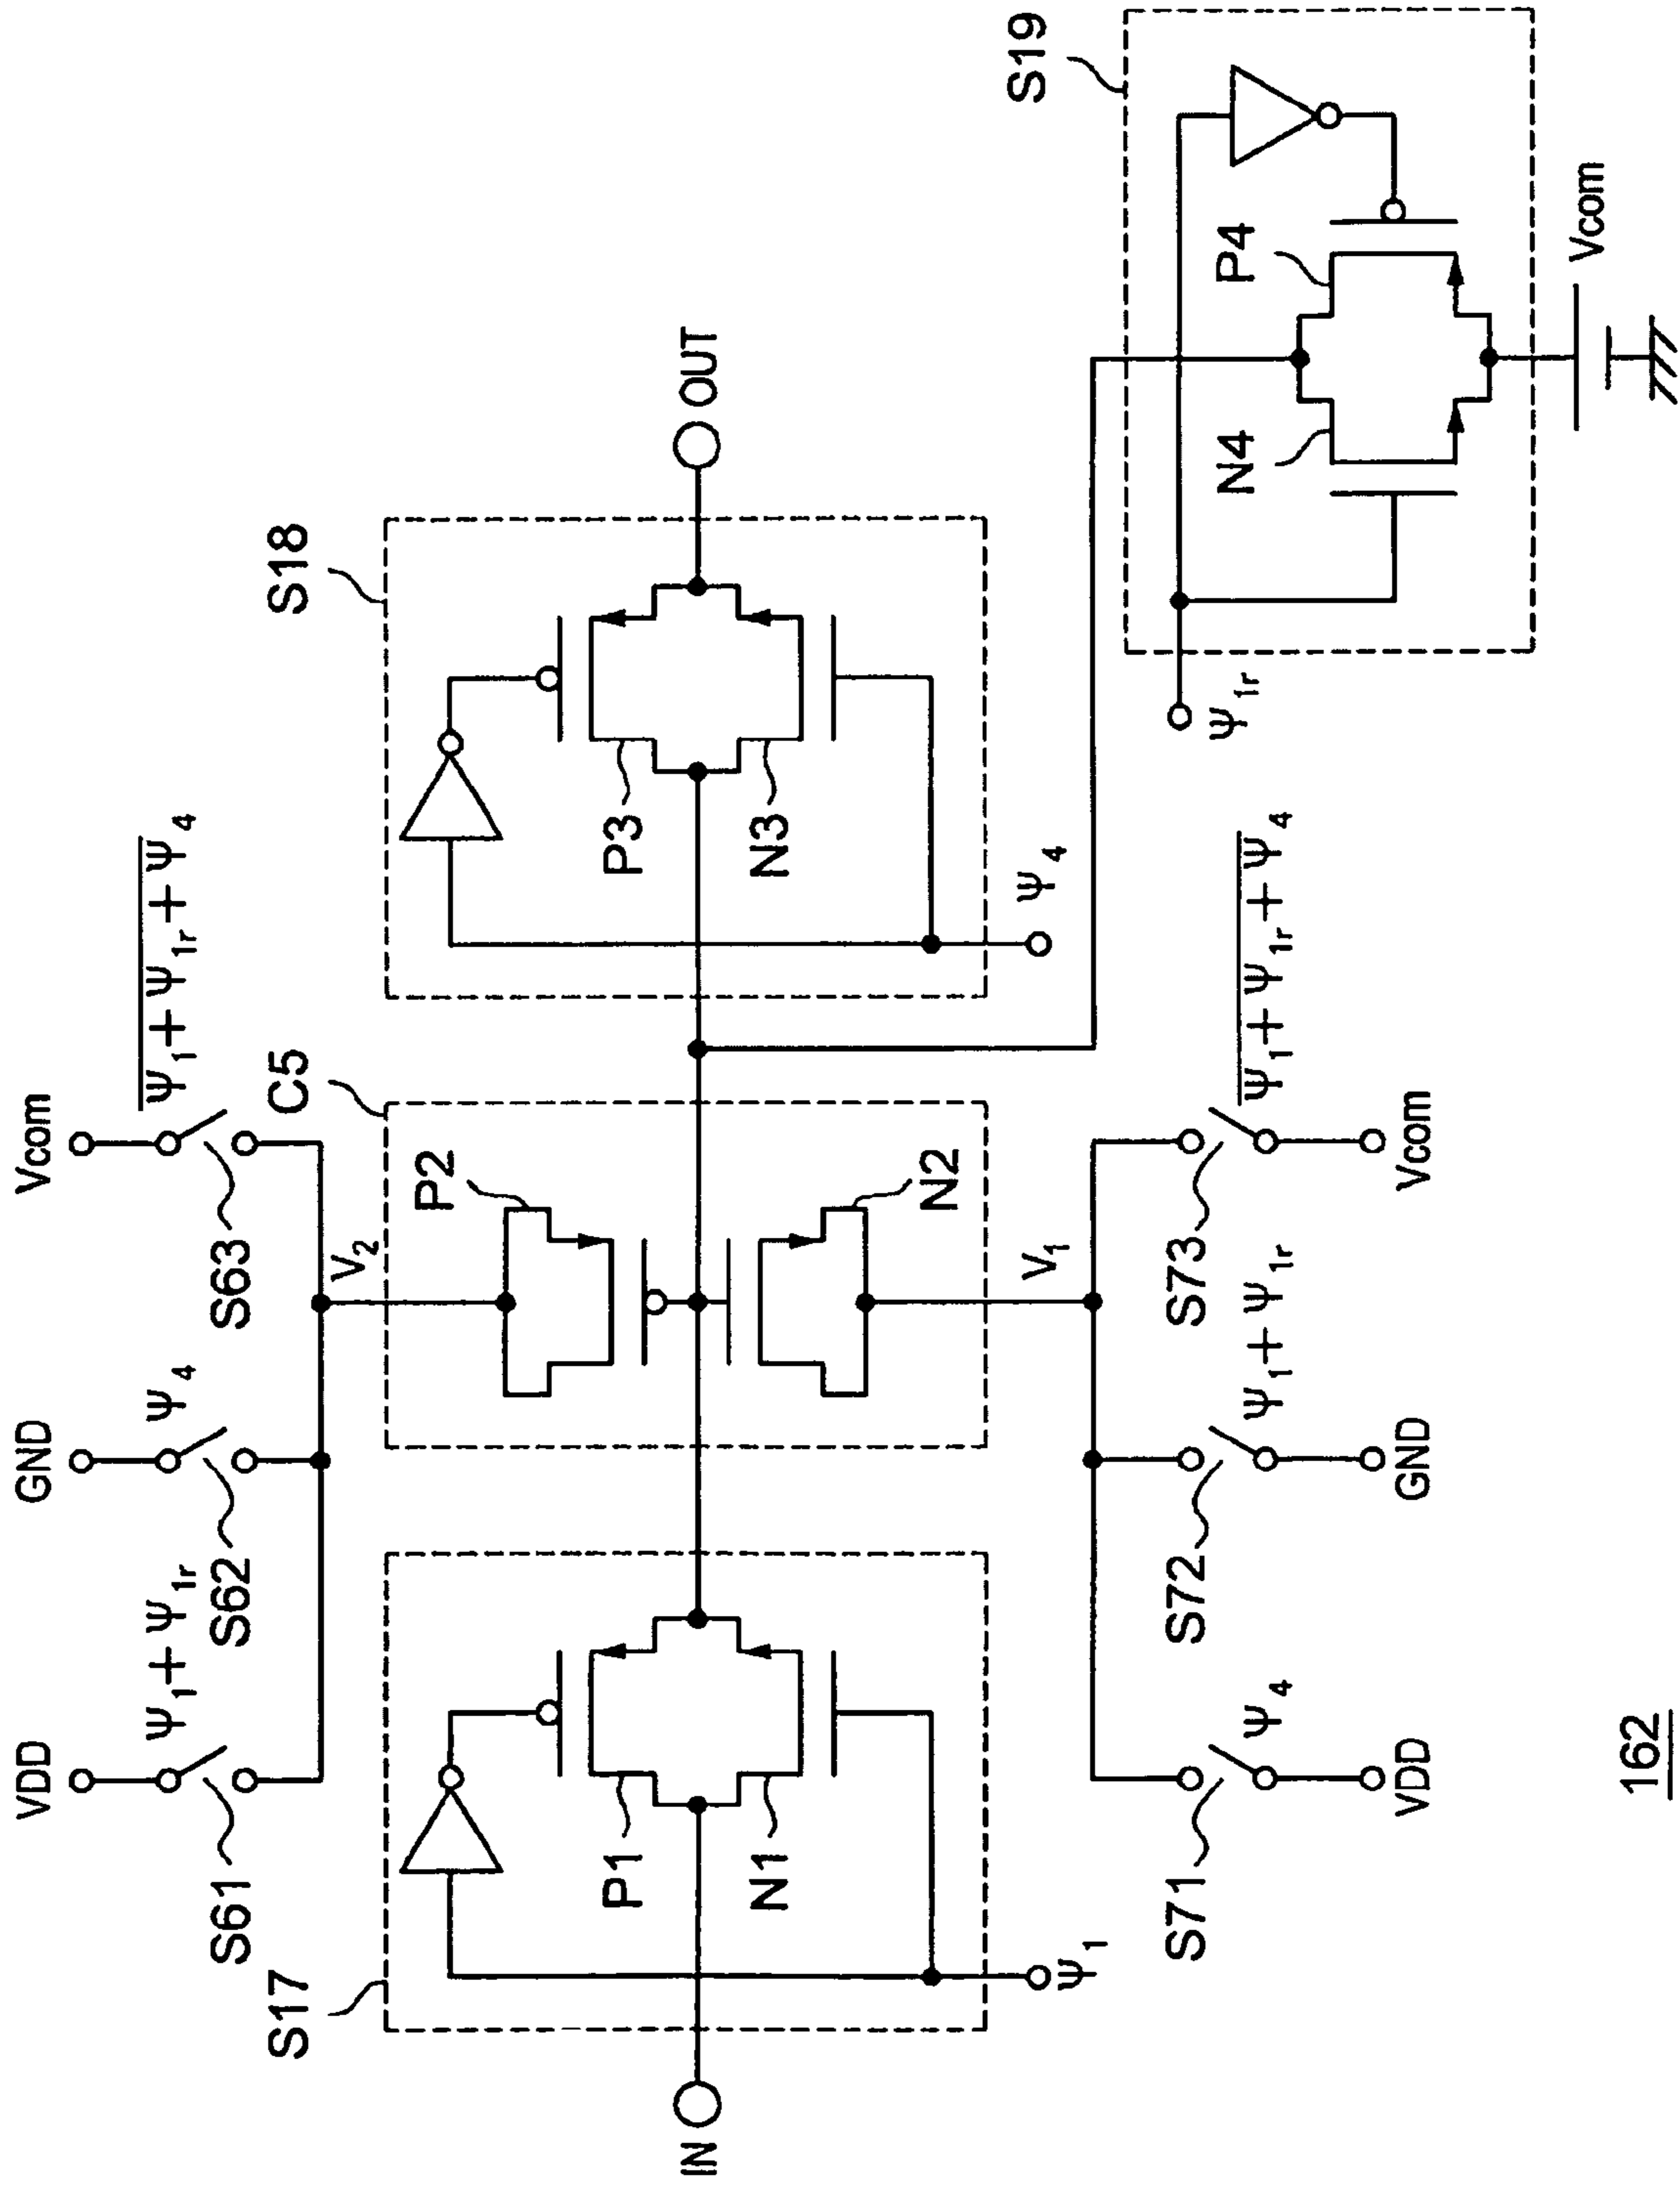 VDD
GND
Vcom
Ψ1+Ψ1r
Ψ4
Ψ1+Ψ1r+Ψ4
S61
S62
S63
V2
S17
C5
S18
P1
N1
P2
N2
P3
N3
IN
OUT
Ψ1
V1
Ψ4
S71
S72
S73
Ψ4
Ψ1+Ψ1r
Ψ1+Ψ1r+Ψ4
VDD
GND
Vcom
S19
Ψ1r
N4
P4
Vcom
162